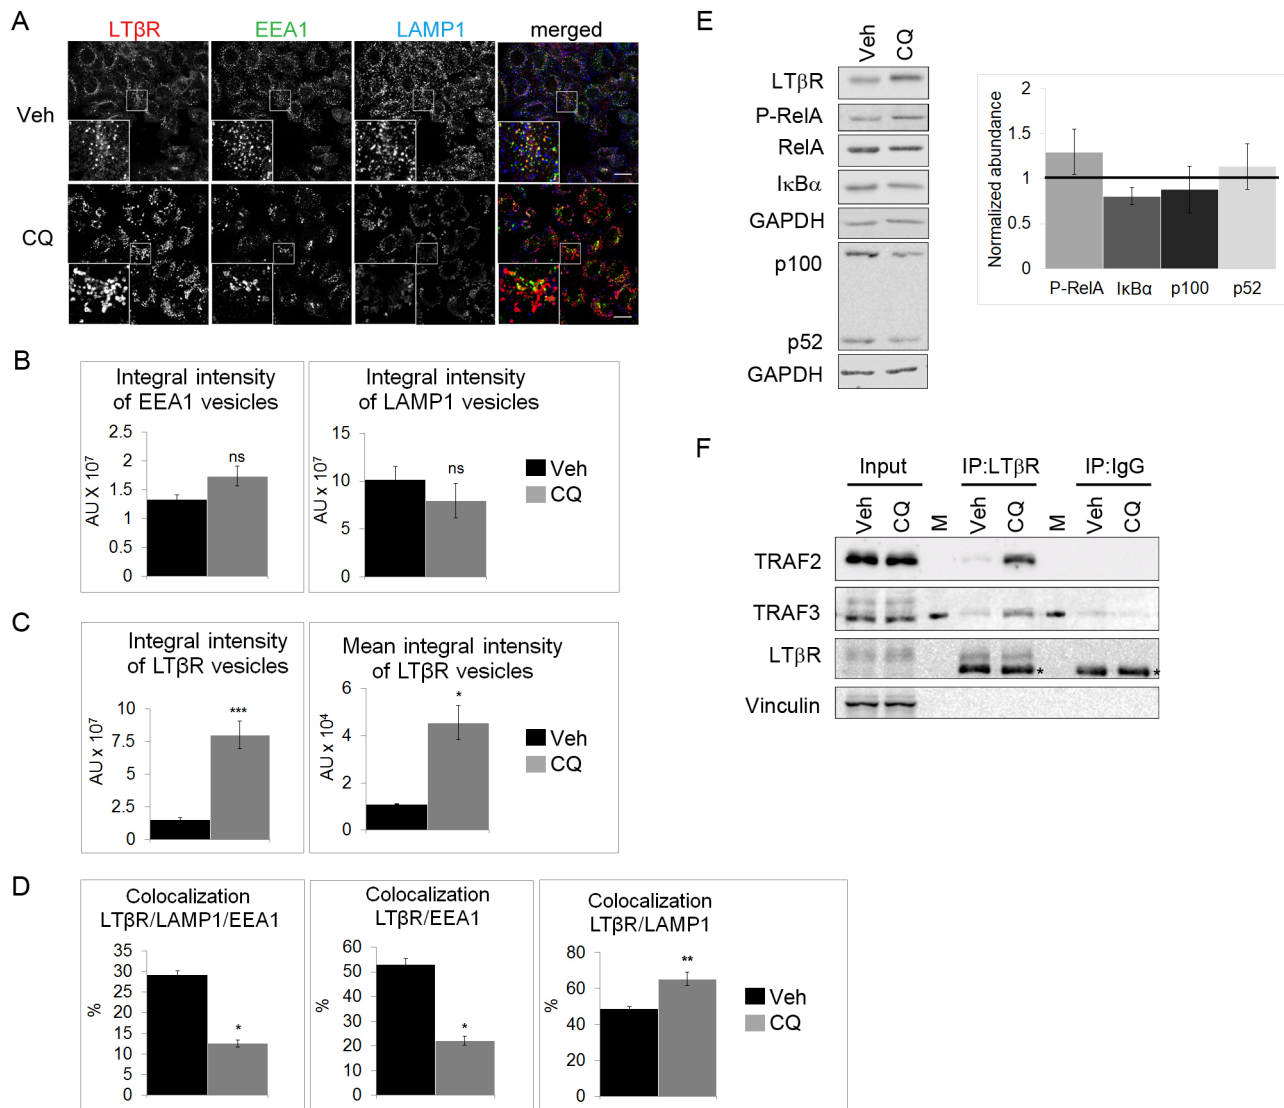 A
LTβR
EEA1
LAMP1
merged
Veh
CQ
B
Integral intensity
of EEA1 vesicles
AU x 10⁷
2.5
2
1.5
1
0.5
0
ns
Integral intensity
of LAMP1 vesicles
AU x 10⁷
15
10
5
0
ns
Veh
CQ
C
Integral intensity
of LTβR vesicles
AU x 10⁷
10
7.5
5
2.5
0
***
Mean integral intensity
of LTβR vesicles
AU x 10⁴
6
4
2
0
*
Veh
CQ
D
Colocalization
LTβR/LAMP1/EEA1
%
35
30
25
20
15
10
5
0
*
Colocalization
LTβR/EEA1
%
60
50
40
30
20
10
0
*
Colocalization
LTβR/LAMP1
%
80
60
40
20
0
**
Veh
CQ
E
Veh
CQ
LTβR
P-RelA
RelA
IκBα
GAPDH
p100
p52
GAPDH
Normalized abundance
2
1.5
1
0.5
0
P-RelA IκBα p100 p52
F
Input IP:LTβR IP:IgG
Veh CQ M Veh CQ M Veh CQ
TRAF2
TRAF3
LTβR
* *
Vinculin